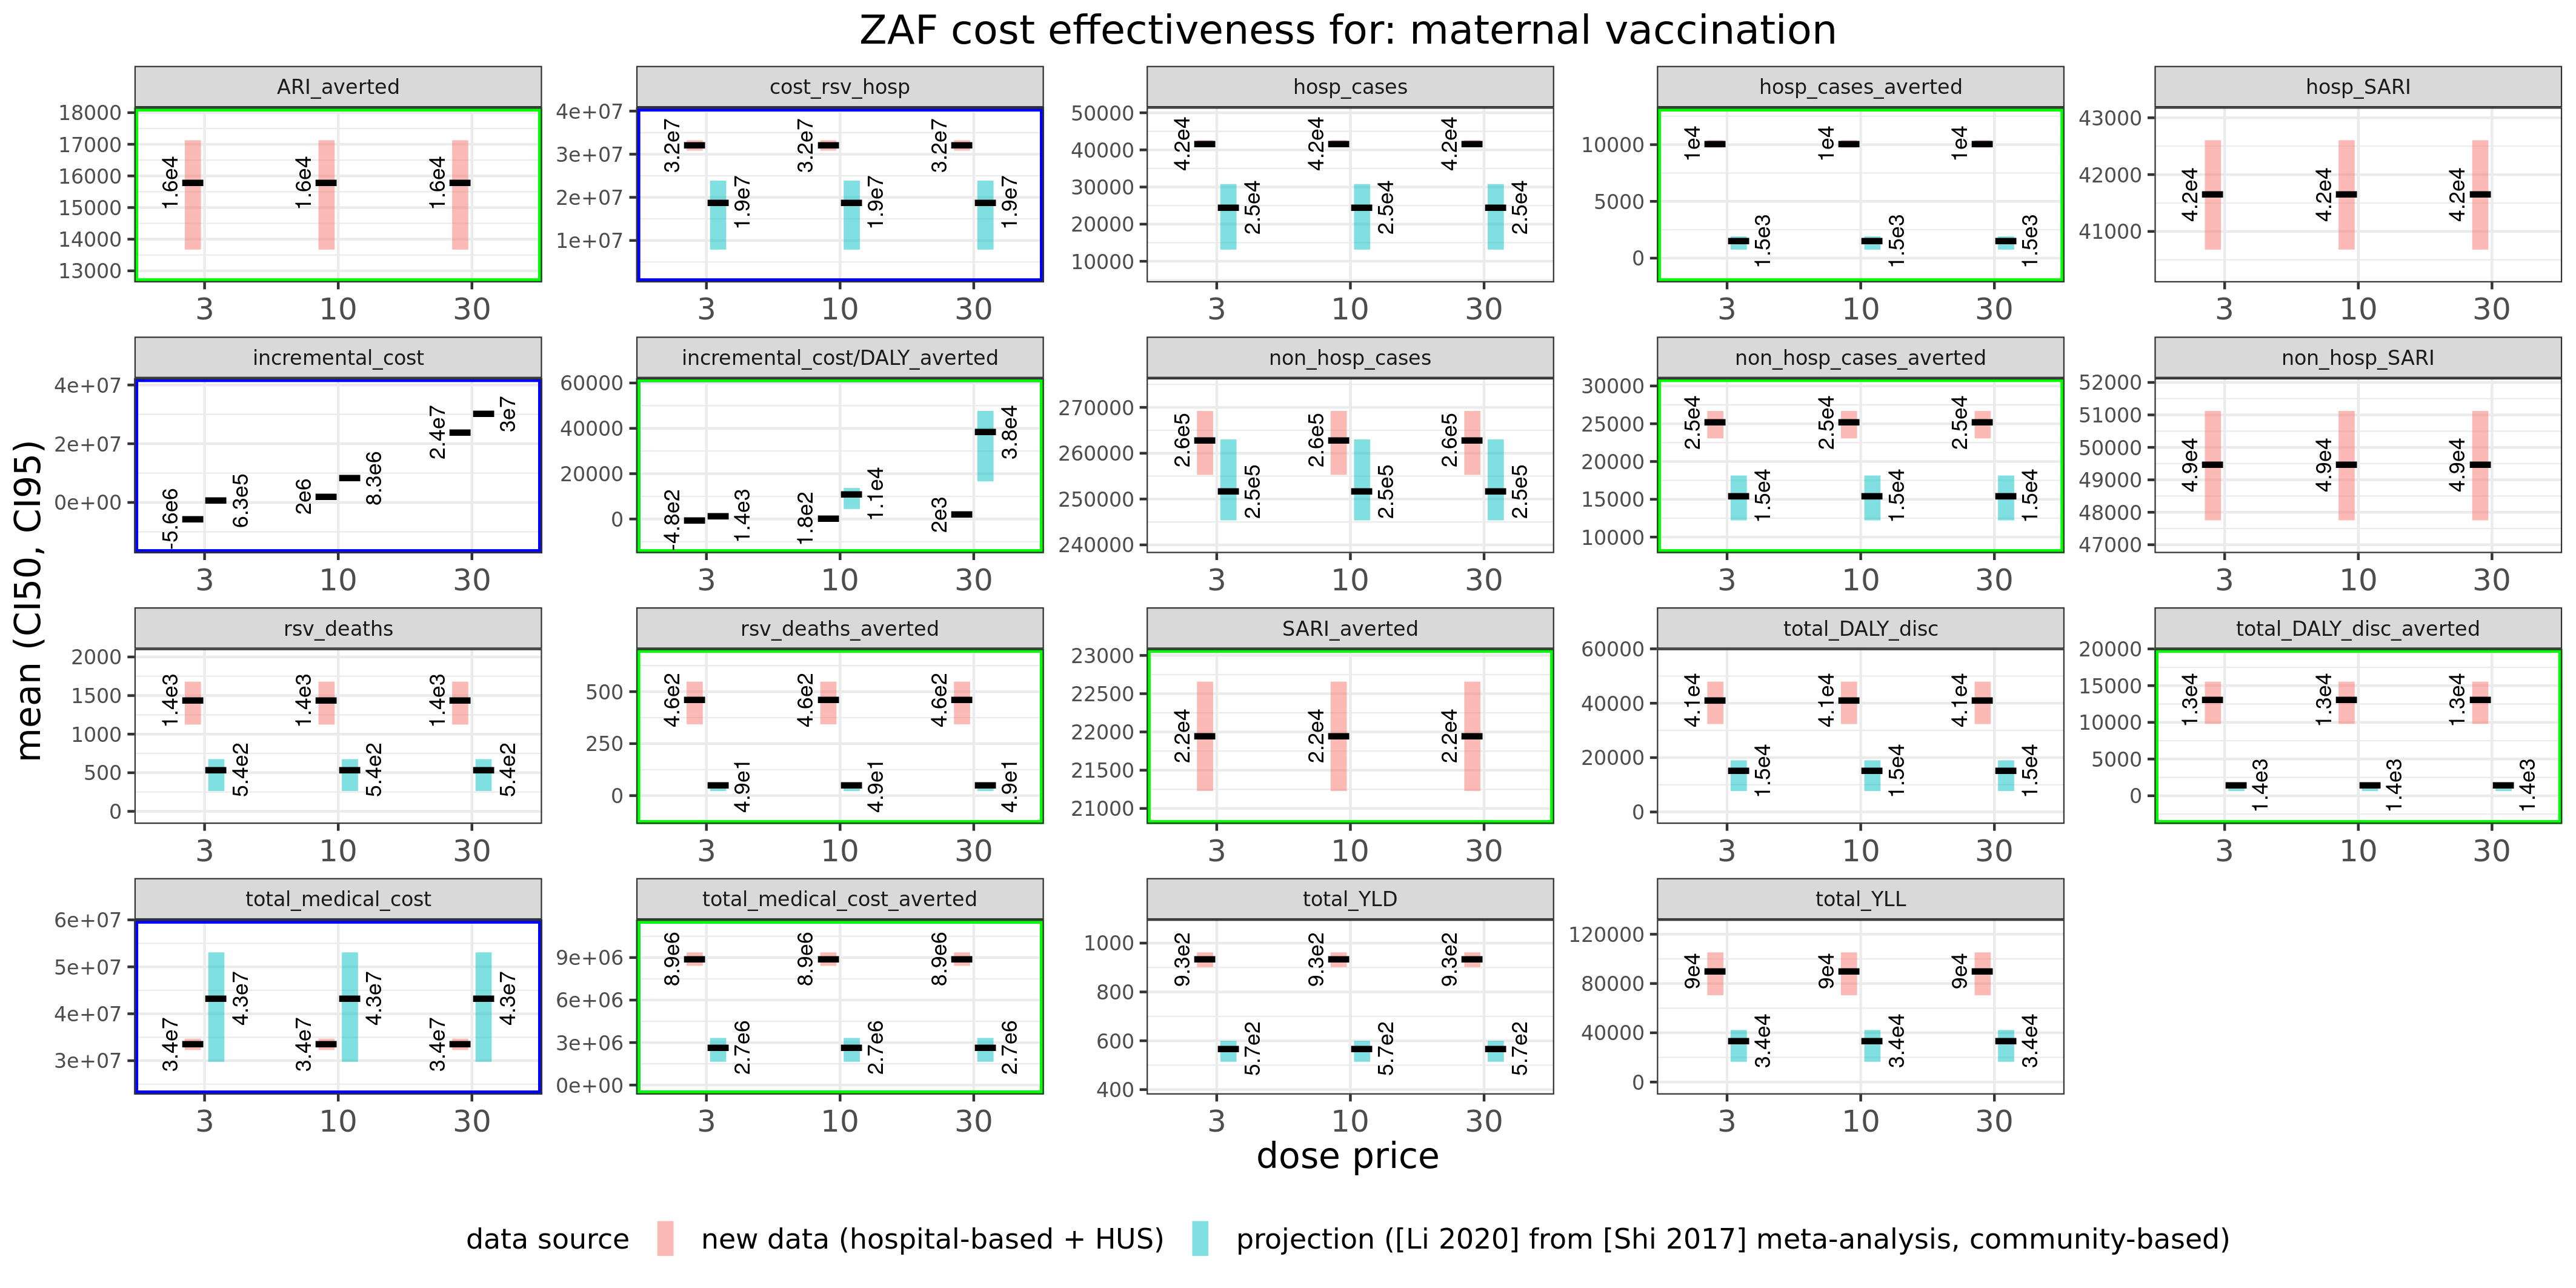 ZAF cost effectiveness for: maternal vaccination
mean (CI50, CI95)
ARI_averted
18000
17000
16000
15000
14000
13000
1.6e4 1.6e4 1.6e4
3 10 30
cost_rsv_hosp
4e+07
3e+07
2e+07
1e+07
3.2e7 3.2e7 3.2e7
1.9e7 1.9e7 1.9e7
3 10 30
hosp_cases
50000
40000
30000
20000
10000
4.2e4 4.2e4 4.2e4
2.5e4 2.5e4 2.5e4
3 10 30
hosp_cases_averted
10000
5000
0
1e4 1e4 1e4
1.5e3 1.5e3 1.5e3
3 10 30
hosp_SARI
43000
42000
41000
4.2e4 4.2e4 4.2e4
3 10 30
incremental_cost
4e+07
2e+07
0e+00
-5.6e6 6.3e5 2e6 8.3e6 2.4e7 3e7
3 10 30
incremental_cost/DALY_averted
60000
40000
20000
0
-4.8e2 1.4e3 1.8e2 1.1e4 2e3 3.8e4
3 10 30
non_hosp_cases
270000
260000
250000
240000
2.6e5 2.6e5 2.6e5
2.5e5 2.5e5 2.5e5
3 10 30
non_hosp_cases_averted
30000
25000
20000
15000
10000
2.5e4 2.5e4 2.5e4
1.5e4 1.5e4 1.5e4
3 10 30
non_hosp_SARI
52000
51000
50000
49000
48000
47000
4.9e4 4.9e4 4.9e4
3 10 30
rsv_deaths
2000
1500
1000
500
0
1.4e3 1.4e3 1.4e3
5.4e2 5.4e2 5.4e2
3 10 30
rsv_deaths_averted
500
250
0
4.6e2 4.6e2 4.6e2
4.9e1 4.9e1 4.9e1
3 10 30
SARI_averted
23000
22500
22000
21500
21000
2.2e4 2.2e4 2.2e4
3 10 30
total_DALY_disc
60000
40000
20000
0
4.1e4 4.1e4 4.1e4
1.5e4 1.5e4 1.5e4
3 10 30
total_DALY_disc_averted
20000
15000
10000
5000
0
1.3e4 1.3e4 1.3e4
1.4e3 1.4e3 1.4e3
3 10 30
total_medical_cost
6e+07
5e+07
4e+07
3e+07
3.4e7 3.4e7 3.4e7
4.3e7 4.3e7 4.3e7
3 10 30
total_medical_cost_averted
9e+06
6e+06
3e+06
0e+00
8.9e6 8.9e6 8.9e6
2.7e6 2.7e6 2.7e6
3 10 30
total_YLD
1000
800
600
400
9.3e2 9.3e2 9.3e2
5.7e2 5.7e2 5.7e2
3 10 30
total_YLL
120000
80000
40000
0
9e4 9e4 9e4
3.4e4 3.4e4 3.4e4
3 10 30
dose price
data source new data (hospital-based + HUS) projection ([Li 2020] from [Shi 2017] meta-analysis, community-based)